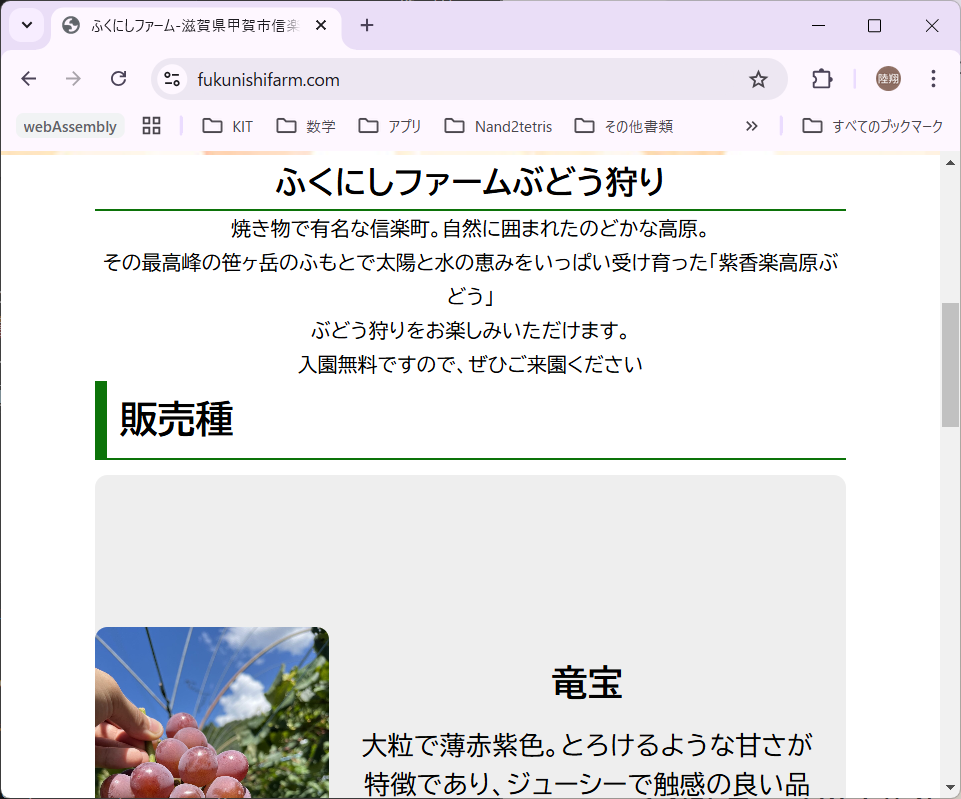 ふくにしファーム-滋賀県甲賀市信楽
fukunishifarm.com
陸翔
webAssembly
KIT
数学
アプリ
Nand2tetris
その他書類
»
すべてのブックマーク
ふくにしファームぶどう狩り
焼き物で有名な信楽町。自然に囲まれたのどかな高原。
その最高峰の笹ヶ岳のふもとで太陽と水の恵みをいっぱい受け育った「紫香楽高原ぶ
どう」
ぶどう狩りをお楽しみいただけます。
入園無料ですので、ぜひご来園ください
販売種
竜宝
大粒で薄赤紫色。とろけるような甘さが
特徴であり、ジューシーで触感の良い品